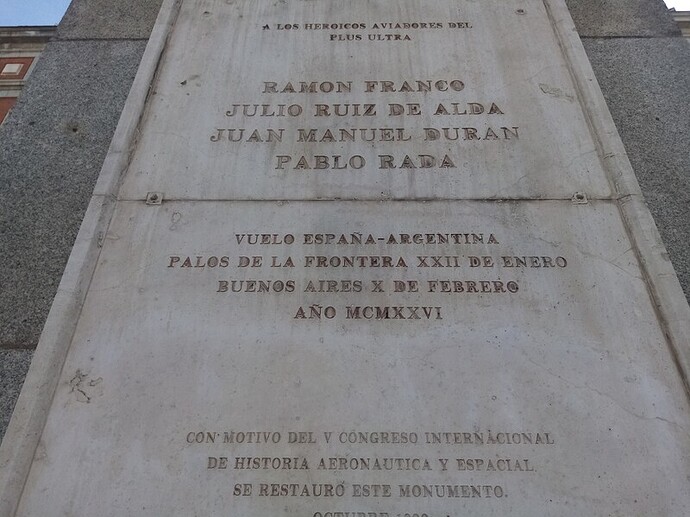 A LOS HEROICOS AVIADORES DEL
PLUS ULTRA
RAMON FRANCO
JULIO RUIZ DE ALDA
JUAN MANUEL DURAN
PABLO RADA
VUELO ESPAÑA-ARGENTINA
PALOS DE LA FRONTERA XXII DE ENERO
BUENOS AIRES X DE FEBRERO
AÑO MCMXXVI
CON MOTIVO DEL V CONGRESO INTERNACIONAL
DE HISTORIA AERONAUTICA Y ESPACIAL
SE RESTAURÓ ESTE MONUMENTO.
OCTUBRE